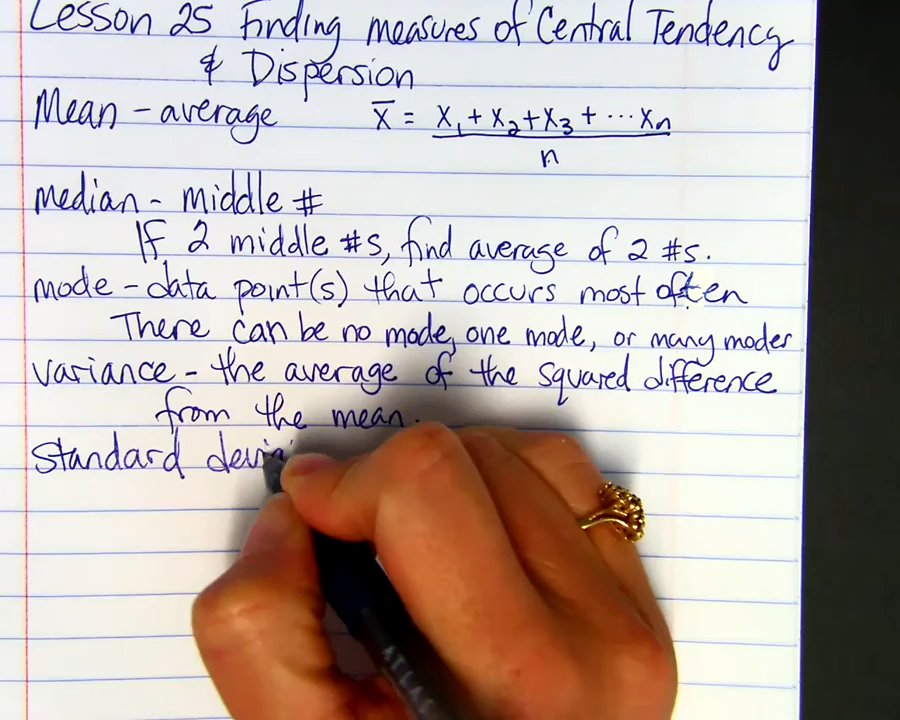 Lesson 25 Finding measures of Central Tendency
& Dispersion
Mean - average x̄ = x₁ + x₂ + x₃ + ··· xₙ
n
median - middle #
If 2 middle #s, find average of 2 #s.
mode - data point(s) that occurs most often
There can be no mode, one mode, or many modes
variance - the average of the squared difference
from the mean.
Standard devia
ATLAS